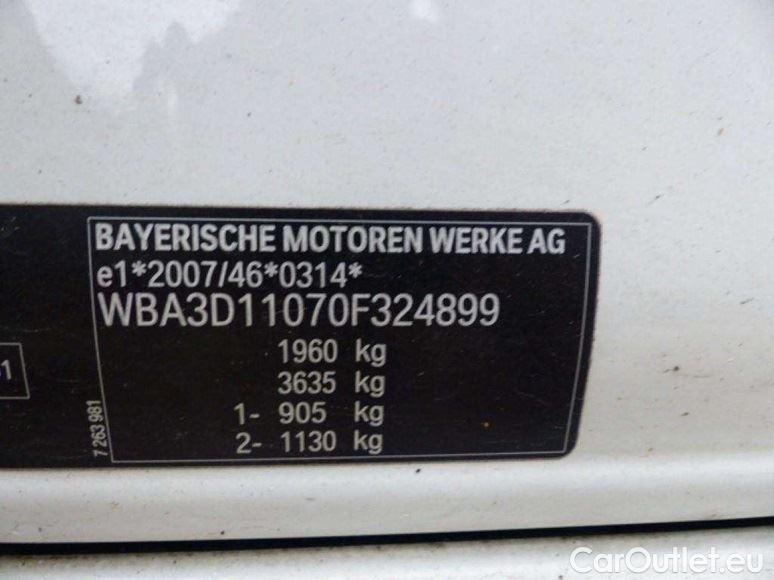 BAYERISCHE MOTOREN WERKE AG
e1*2007/46*0314*
WBA3D11070F324899
1960 kg
3635 kg
1- 905 kg
2- 1130 kg
7 263 981
CarOutlet.eu